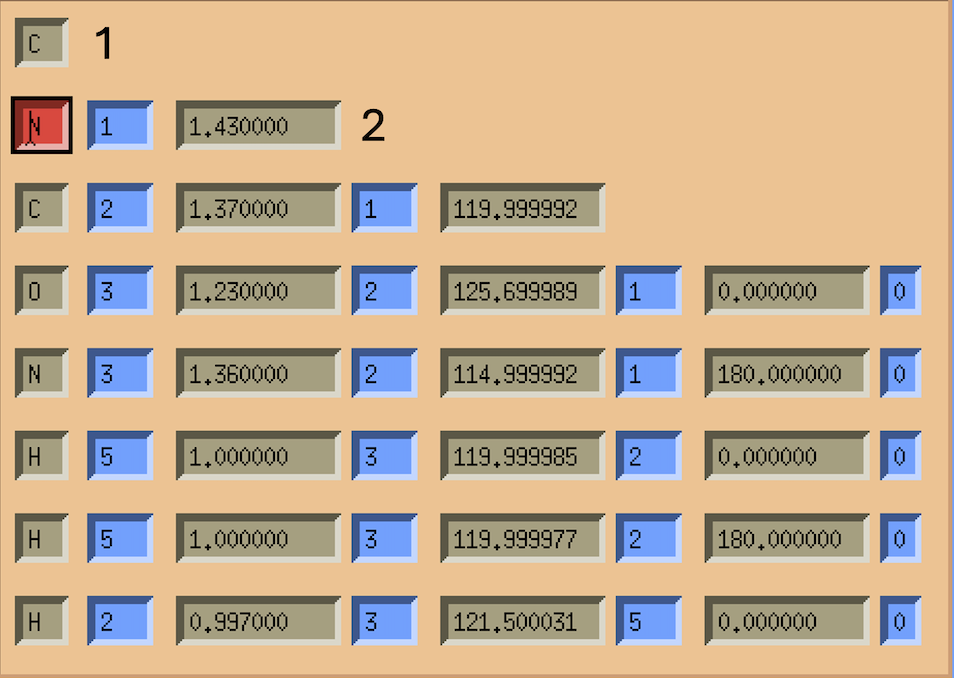 C 1
N 1 1.430000 2
C 2 1.370000 1 119.999992
O 3 1.230000 2 125.699989 1 0.000000 0
N 3 1.360000 2 114.999992 1 180.000000 0
H 5 1.000000 3 119.999985 2 0.000000 0
H 5 1.000000 3 119.999977 2 180.000000 0
H 2 0.997000 3 121.500031 5 0.000000 0